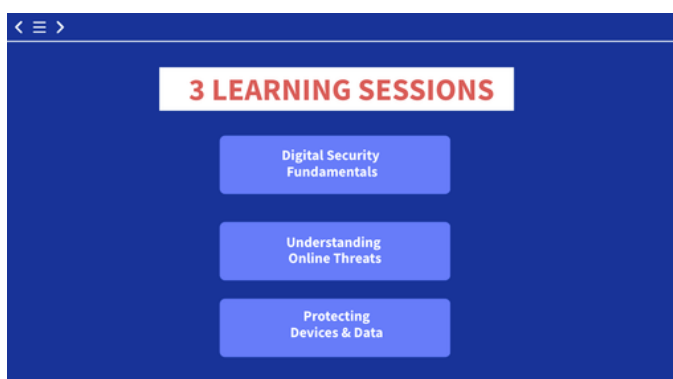 3 LEARNING SESSIONS
Digital Security
Fundamentals
Understanding
Online Threats
Protecting
Devices & Data